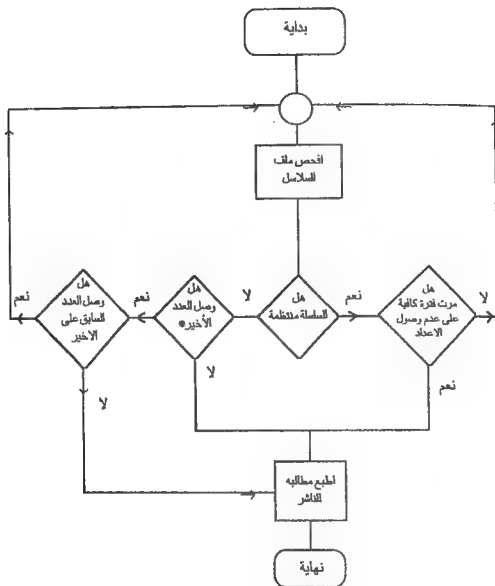 بداية
افحص ملف
السلاسل
هل
مرت فترة كافية
على عدم وصول
الاعداد
لا
نعم
نعم
هل
السلسلة منتظمة
لا
هل
وصل العدد
الأخير*
لا
نعم
هل
وصل العدد
السابق على
الاخير
نعم
لا
اطبع مطالبه
للناشر
نهاية